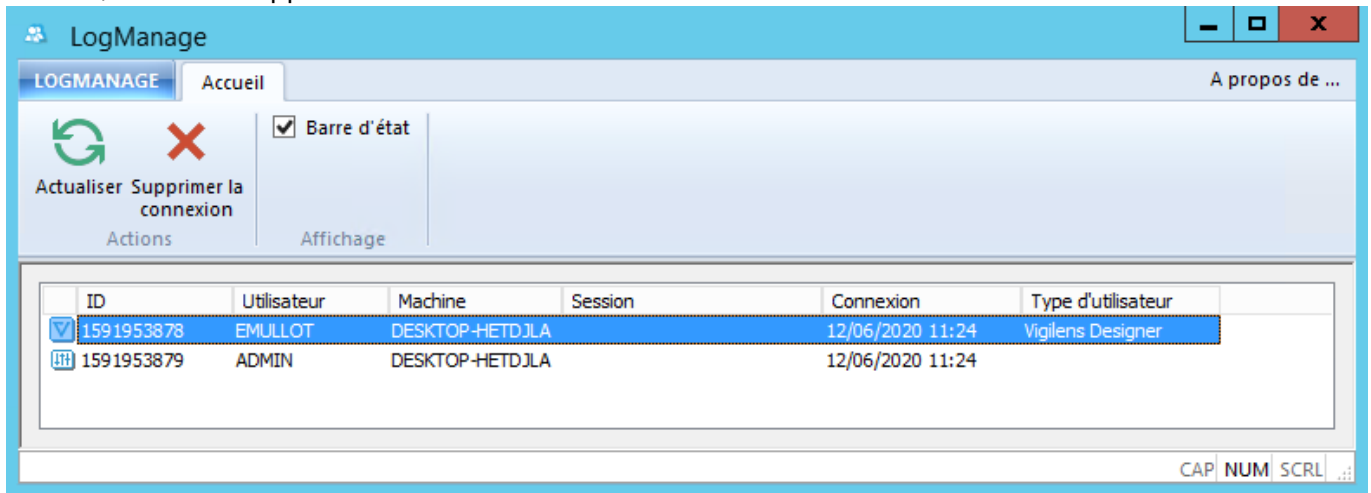 LogManage
LOGMANAGE Accueil A propos de ...
Barre d'état
Actualiser Supprimer la
connexion
Actions Affichage
ID Utilisateur Machine Session Connexion Type d'utilisateur
1591953878 EMULLOT DESKTOP-HETDJLA 12/06/2020 11:24 Vigilens Designer
1591953879 ADMIN DESKTOP-HETDJLA 12/06/2020 11:24
CAP NUM SCRL